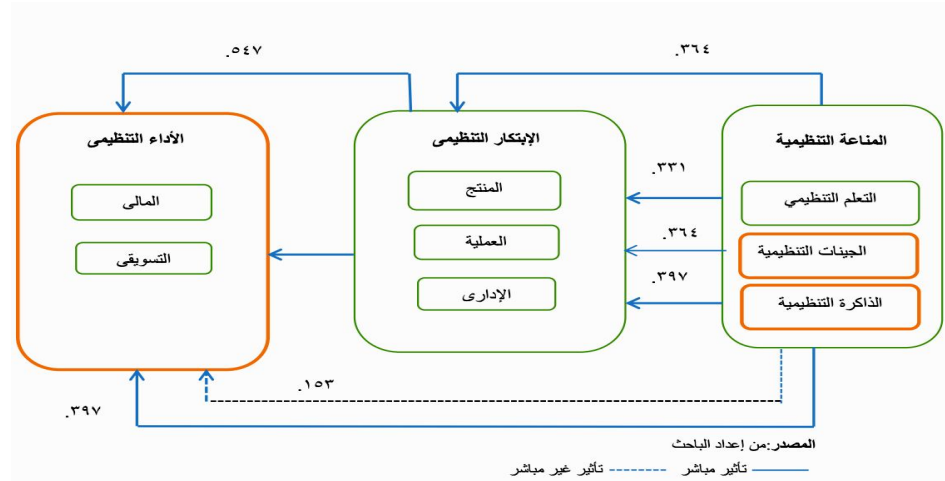 .٣٦٤
.٥٤٧
المناعة التنظيمية
الإبتكار التنظيمى
الأداء التنظيمى
.٣٣١
التعلم التنظيمي
المنتج
المالى
.٣٦٤
الجينات التنظيمية
العملية
التسويقى
.٣٩٧
الذاكرة التنظيمية
الإدارى
.١٥٣
.٣٩٧
المصدر:من إعداد الباحث
تأثير مباشر تأثير غير مباشر